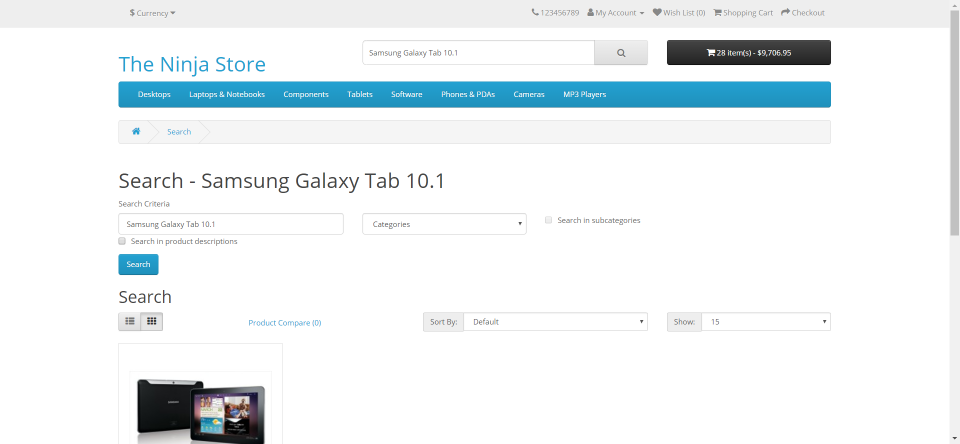 $ Currency
123456789 My Account Wish List (0) Shopping Cart Checkout
The Ninja Store
Samsung Galaxy Tab 10.1
28 item(s) - $9,706.95
Desktops Laptops & Notebooks Components Tablets Software Phones & PDAs Cameras MP3 Players
Search
Search - Samsung Galaxy Tab 10.1
Search Criteria
Samsung Galaxy Tab 10.1 Categories Search in subcategories
Search in product descriptions
Search
Search
Product Compare (0) Sort By: Default Show: 15